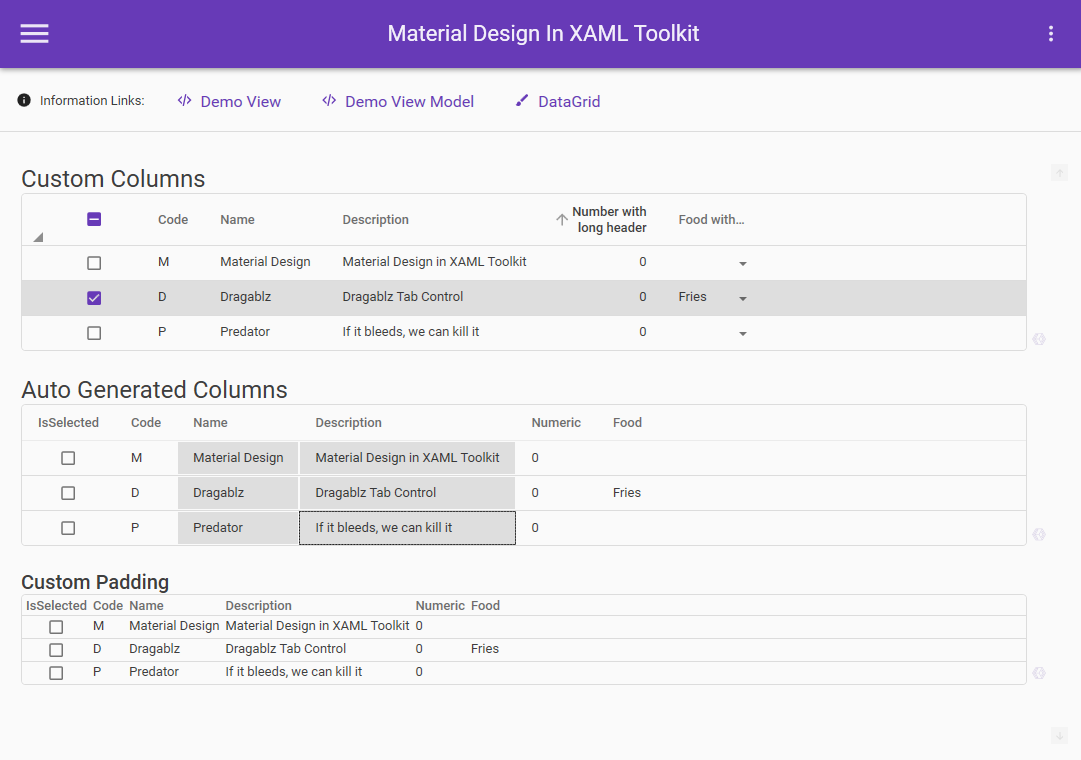 Material Design In XAML Toolkit
Information Links: Demo View Demo View Model DataGrid
Custom Columns
Code Name Description Number with long header Food with...
M Material Design Material Design in XAML Toolkit 0
D Dragablz Dragablz Tab Control 0 Fries
P Predator If it bleeds, we can kill it 0
Auto Generated Columns
IsSelected Code Name Description Numeric Food
M Material Design Material Design in XAML Toolkit 0
D Dragablz Dragablz Tab Control 0 Fries
P Predator If it bleeds, we can kill it 0
Custom Padding
IsSelected Code Name Description Numeric Food
M Material Design Material Design in XAML Toolkit 0
D Dragablz Dragablz Tab Control 0 Fries
P Predator If it bleeds, we can kill it 0